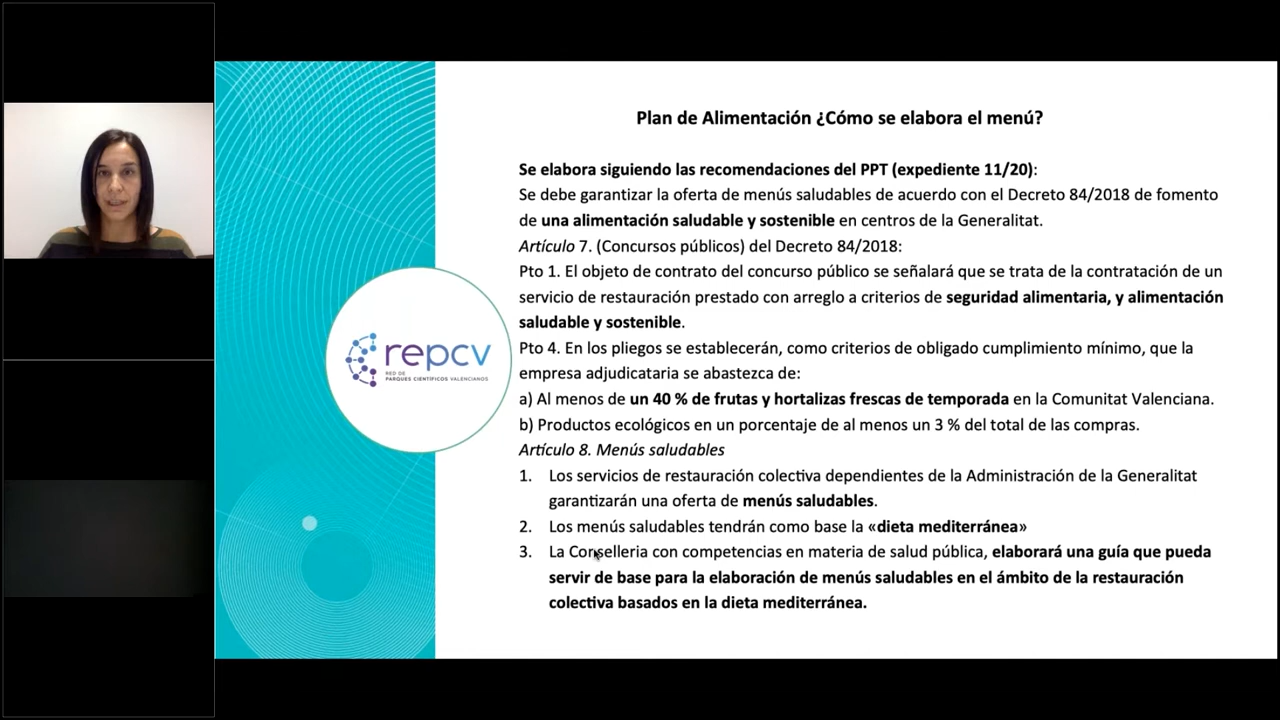 Plan de Alimentación ¿Cómo se elabora el menú?
Se elabora siguiendo las recomendaciones del PPT (expediente 11/20):
Se debe garantizar la oferta de menús saludables de acuerdo con el Decreto 84/2018 de fomento
de una alimentación saludable y sostenible en centros de la Generalitat.
Artículo 7. (Concursos públicos) del Decreto 84/2018:
Pto 1. El objeto de contrato del concurso público se señalará que se trata de la contratación de un
servicio de restauración prestado con arreglo a criterios de seguridad alimentaria, y alimentación
saludable y sostenible.
Pto 4. En los pliegos se establecerán, como criterios de obligado cumplimiento mínimo, que la
empresa adjudicataria se abastezca de:
a) Al menos de un 40 % de frutas y hortalizas frescas de temporada en la Comunitat Valenciana.
b) Productos ecológicos en un porcentaje de al menos un 3 % del total de las compras.
Artículo 8. Menús saludables
1. Los servicios de restauración colectiva dependientes de la Administración de la Generalitat
garantizarán una oferta de menús saludables.
2. Los menús saludables tendrán como base la «dieta mediterránea»
3. La Conselleria con competencias en materia de salud pública, elaborará una guía que pueda
servir de base para la elaboración de menús saludables en el ámbito de la restauración
colectiva basados en la dieta mediterránea.
repcv
RED DE
PARQUES CIENTÍFICOS VALENCIANOS